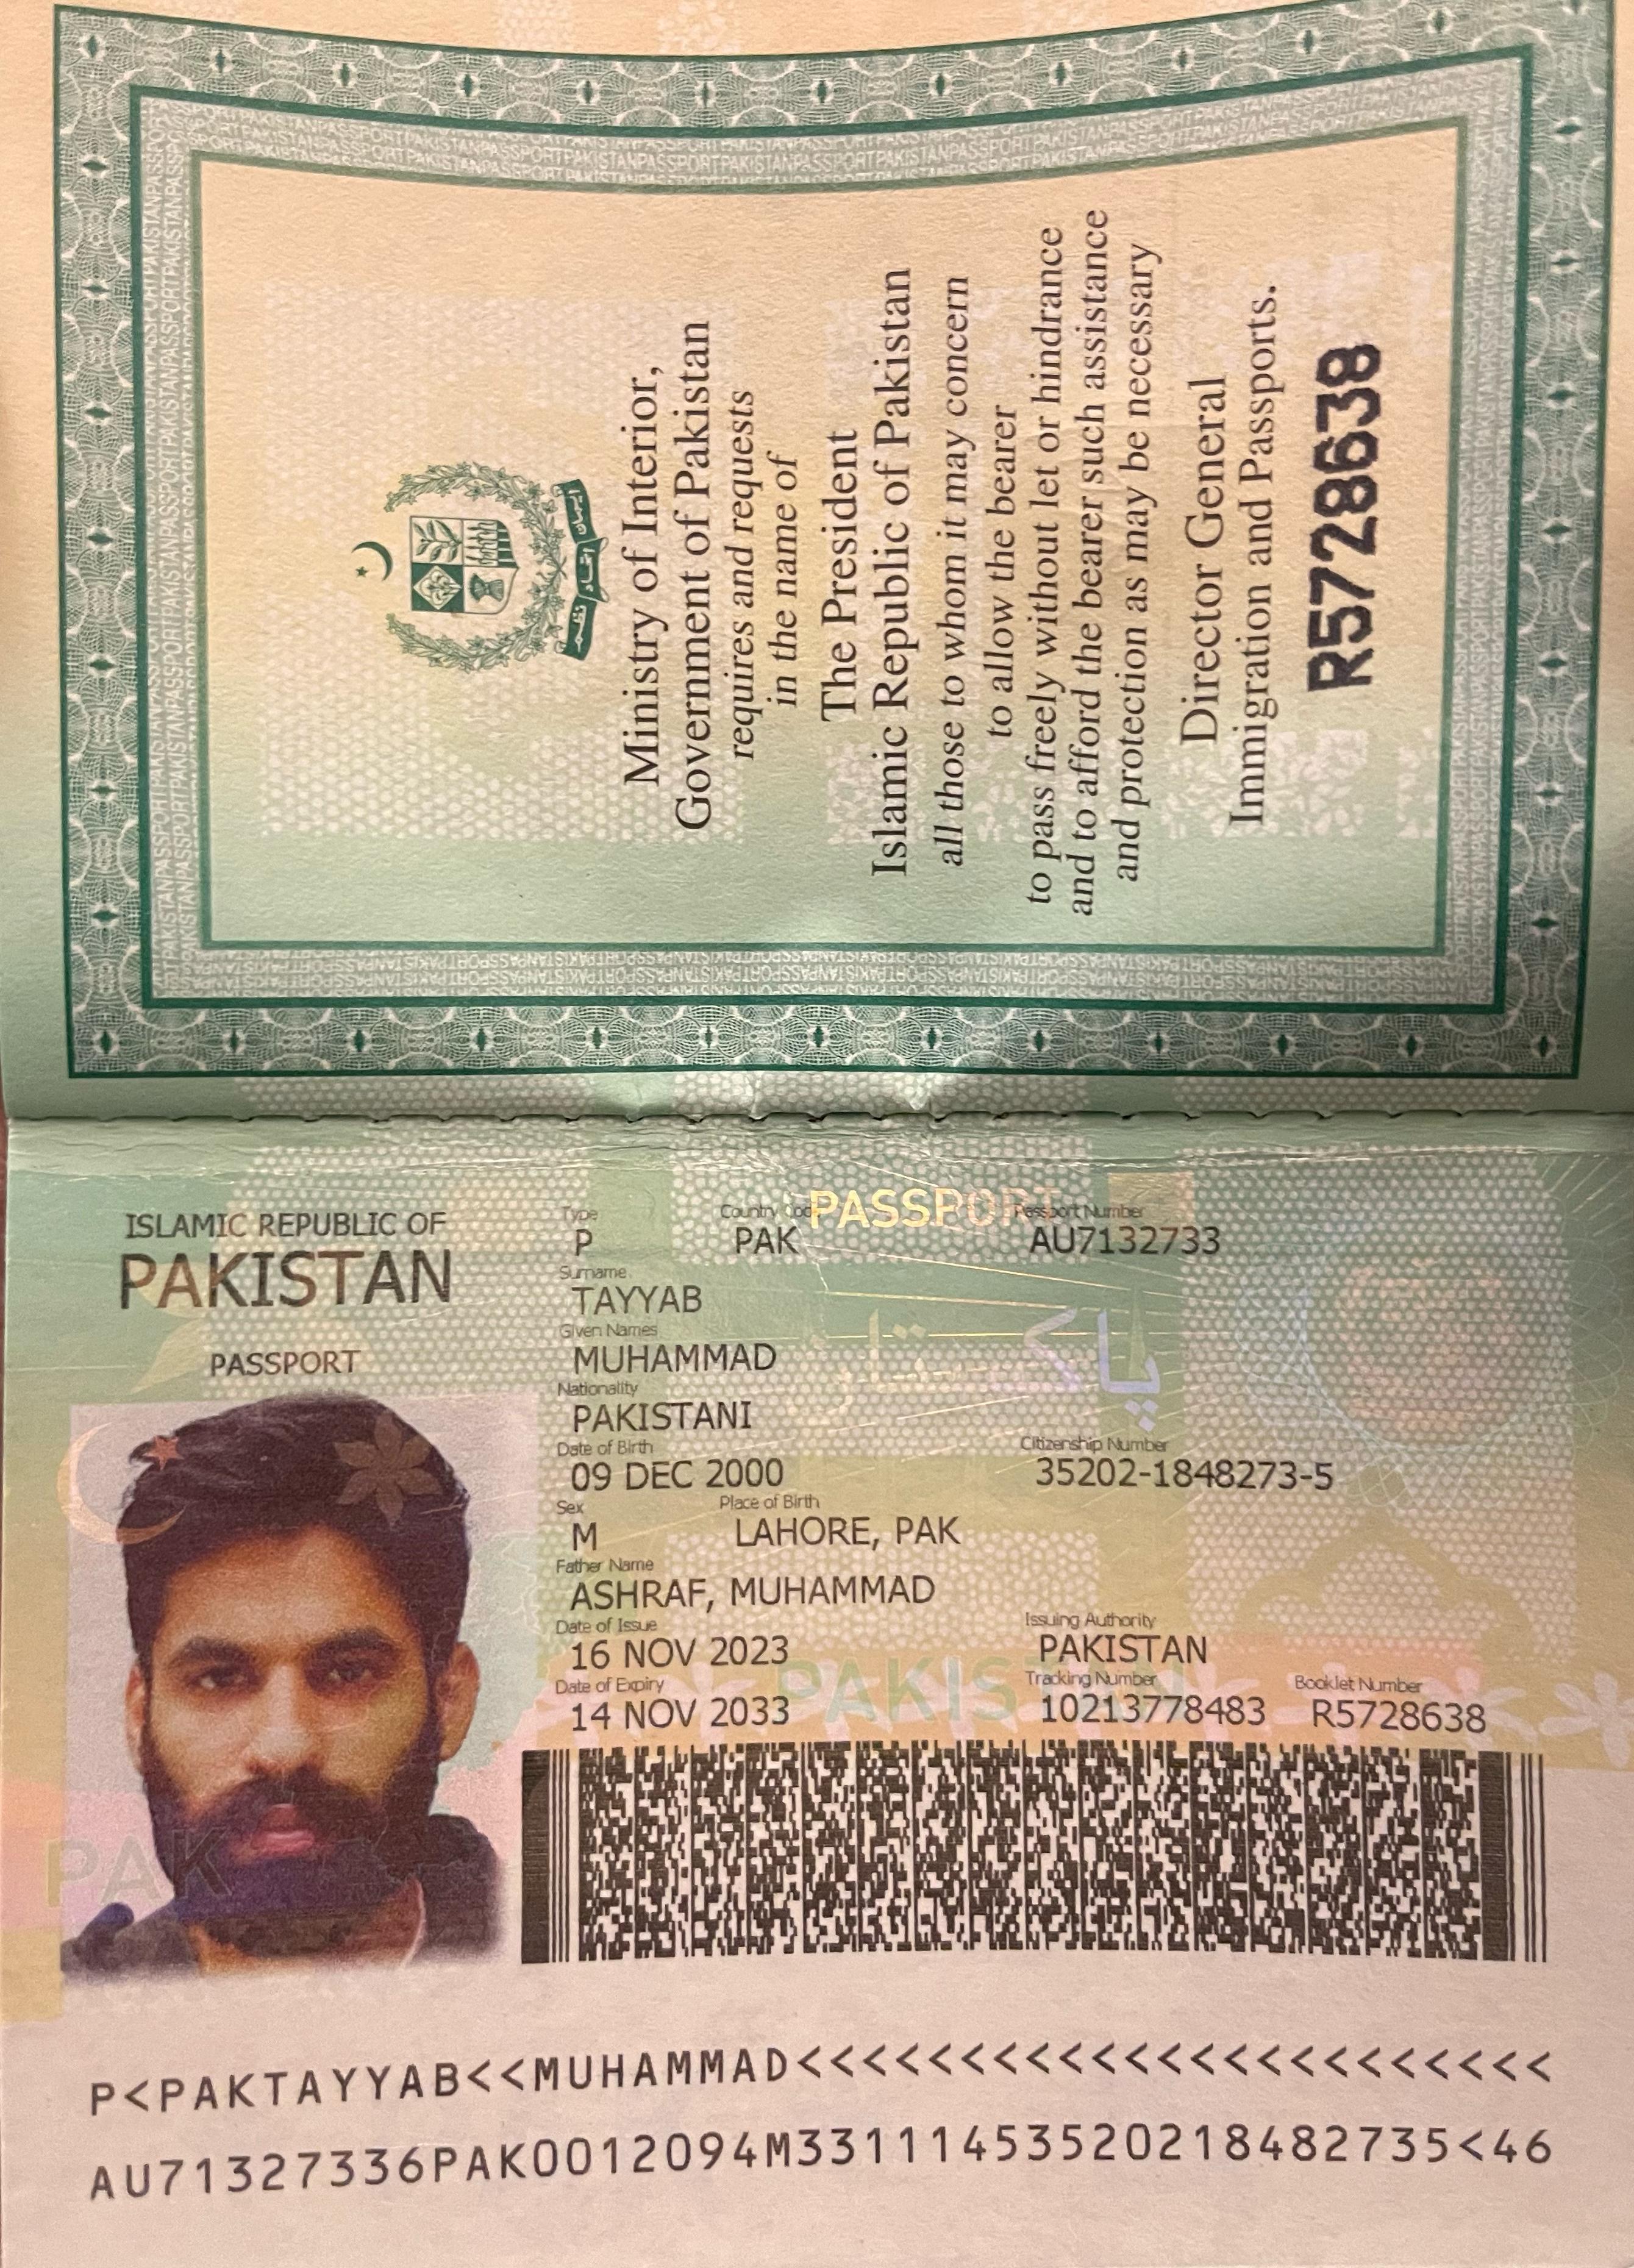 ایمان اتحاد نظم
Ministry of Interior,
Government of Pakistan
requires and requests
in the name of
The President
Islamic Republic of Pakistan
all those to whom it may concern
to allow the bearer
to pass freely without let or hindrance
and to afford the bearer such assistance
and protection as may be necessary
Director General
Immigration and Passports.
R5728638
ISLAMIC REPUBLIC OF
PAKISTAN
PASSPORT
PASSPORT
Type Country Code Passport Number
P PAK AU7132733
Surname
TAYYAB
Given Names
MUHAMMAD
پاکستان
Nationality
PAKISTANI
Date of Birth Citizenship Number
09 DEC 2000 35202-1848273-5
Sex Place of Birth
M LAHORE, PAK
Father Name
ASHRAF, MUHAMMAD
Date of Issue Issuing Authority
16 NOV 2023 PAKISTAN
PAKISTAN
Date of Expiry Tracking Number Booklet Number
14 NOV 2033 10213778483 R5728638
PAK
P<PAKTAYYAB<<MUHAMMAD<<<<<<<<<<<<<<<<<<<<<<<
AU71327336PAK0012094M3311145352021848​2735<46